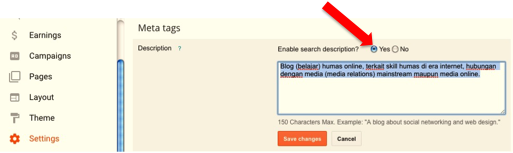 Earnings
Campaigns
Pages
Layout
Theme
Settings
Meta tags
Description ?
Enable search description? Yes No
Blog (belajar) humas online, terkait skill humas di era internet, hubungan
dengan media (media relations) mainstream maupun media online.
150 Characters Max. Example: "A blog about social networking and web design."
Save changes Cancel